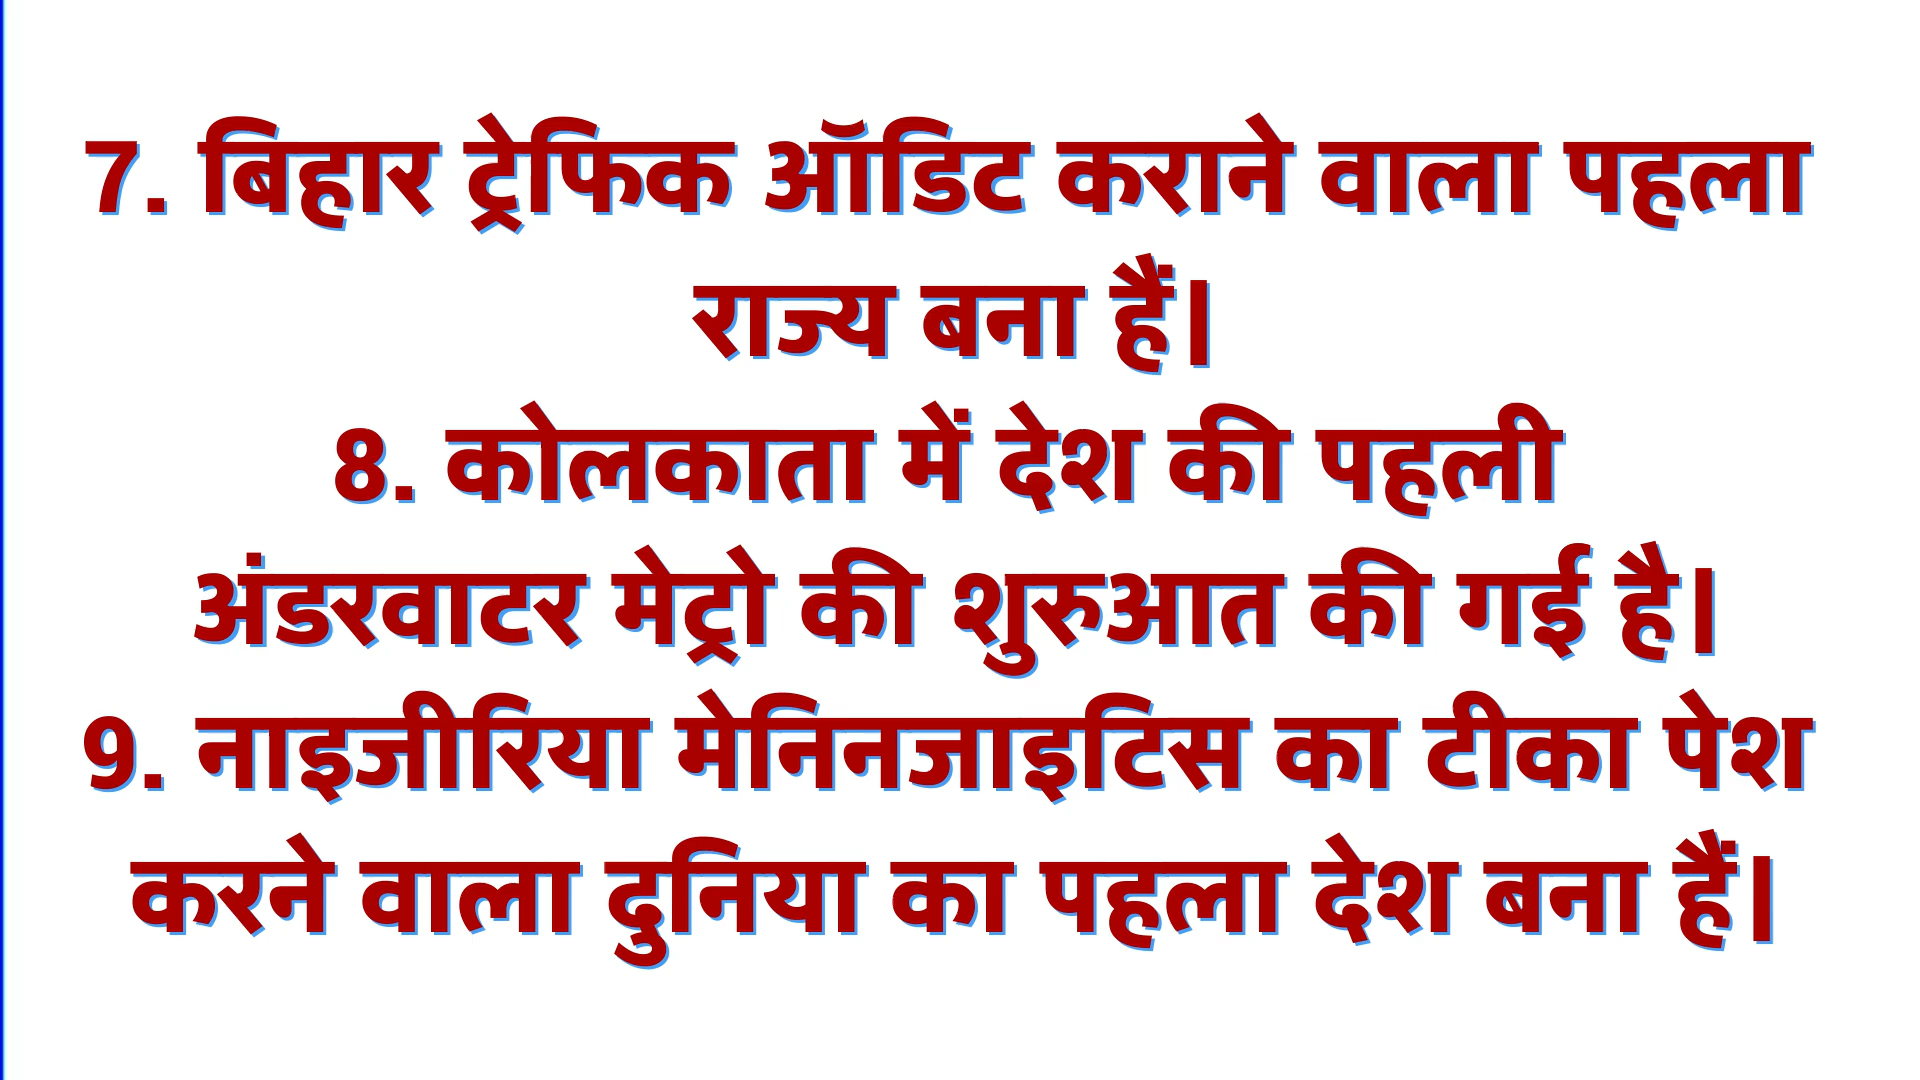 7. बिहार ट्रेफिक ऑडिट कराने वाला पहला
राज्य बना हैं।
8. कोलकाता में देश की पहली
अंडरवाटर मेट्रो की शुरुआत की गई है।
9. नाइजीरिया मेनिनजाइटिस का टीका पेश
करने वाला दुनिया का पहला देश बना हैं।